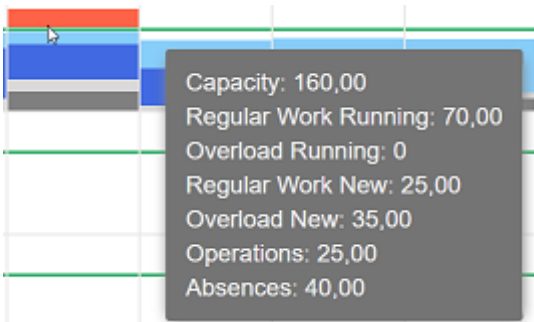 Capacity: 160,00
Regular Work Running: 70,00
Overload Running: 0
Regular Work New: 25,00
Overload New: 35,00
Operations: 25,00
Absences: 40,00